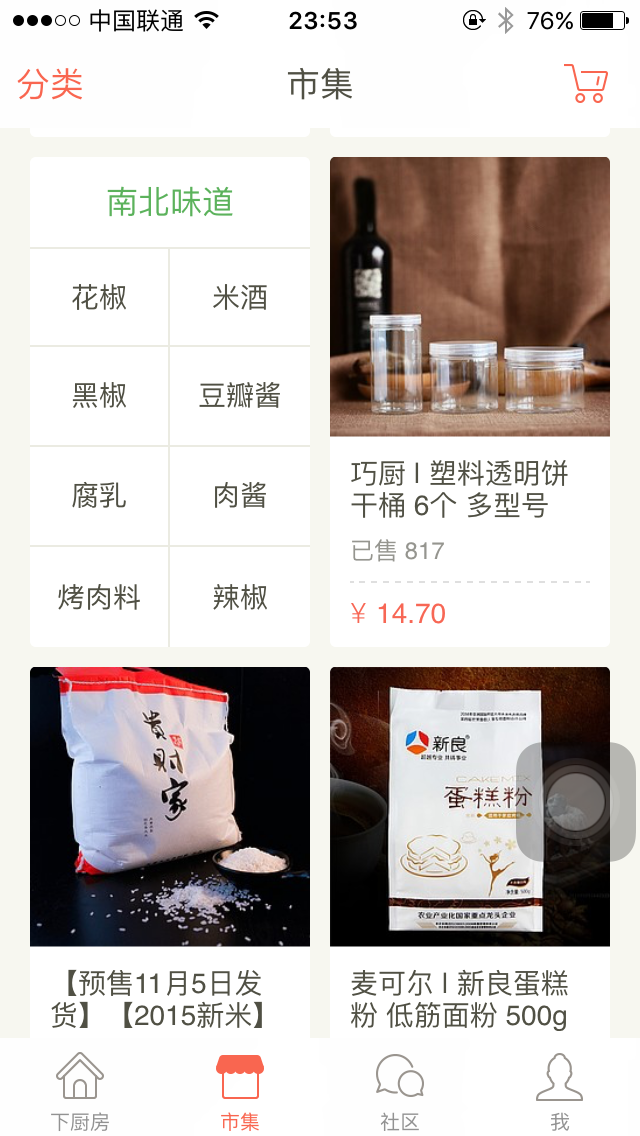 中国联通 23:53 76%
分类 市集
南北味道
花椒 米酒
黑椒 豆瓣酱
腐乳 肉酱
烤肉料 辣椒
巧厨 | 塑料透明饼
干桶 6个 多型号
已售 817
¥ 14.70
贵财家
新良®
CAKE MIX
蛋糕粉
农业产业化国家重点龙头企业
【预售11月5日发
货】【2015新米】
麦可尔 | 新良蛋糕
粉 低筋面粉 500g
下厨房 市集 社区 我